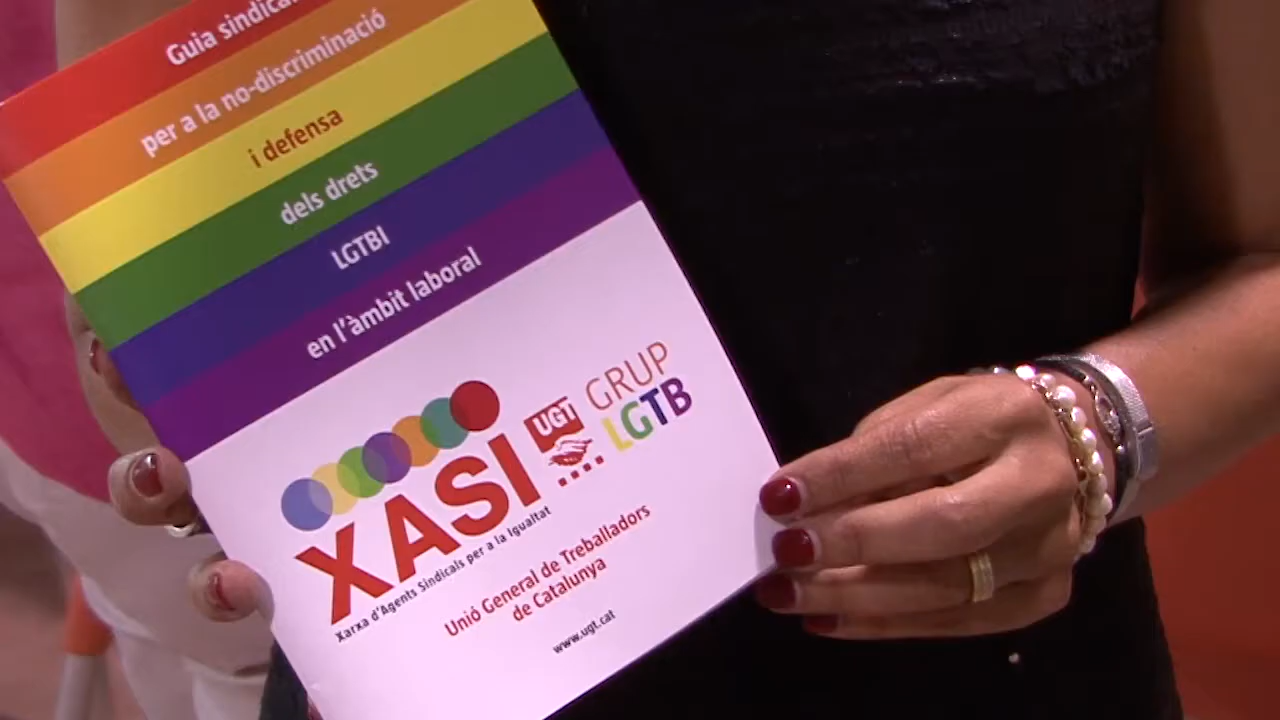 Guia sindical
per a la no-discriminació
i defensa
dels drets
LGTBI
en l'àmbit laboral
XASI
Xarxa d'Agents Sindicals per a la Igualtat
UGT
GRUP
LGTB
Unió General de Treballadors
de Catalunya
www.ugt.cat